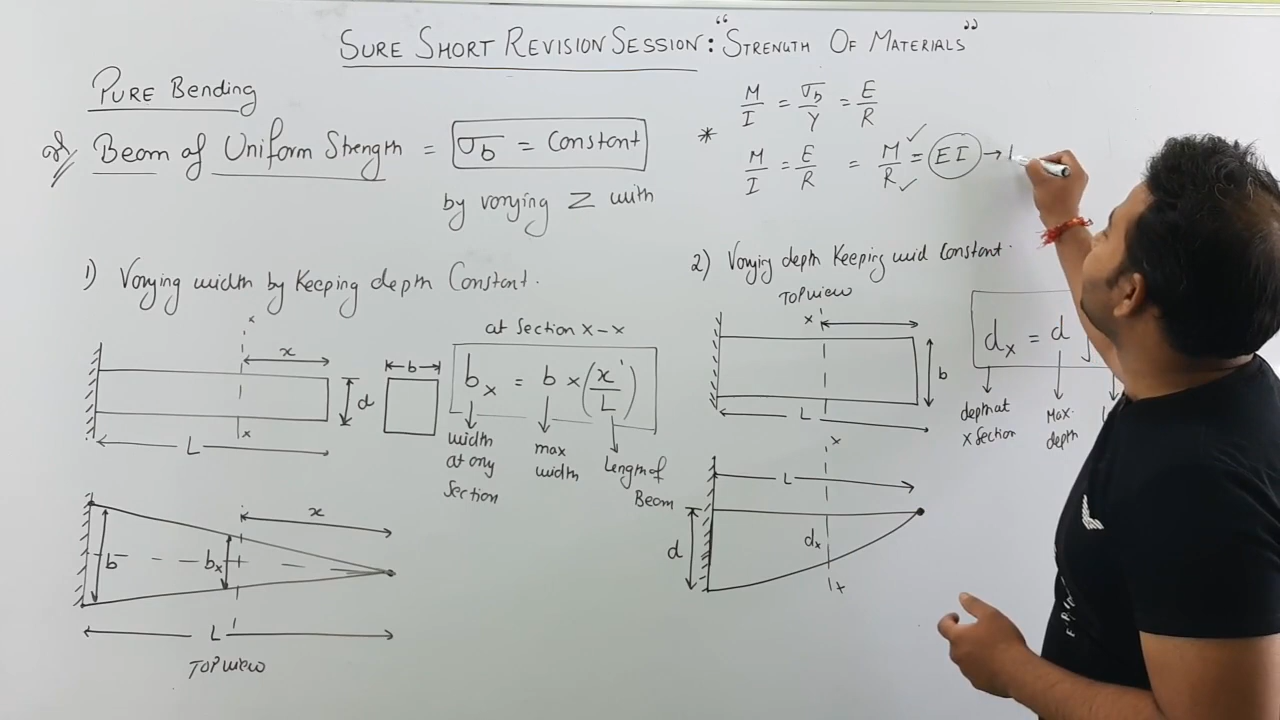 SURE SHORT REVISION SESSION: "STRENGTH OF MATERIALS"
PURE Bending
Beam of Uniform Strength = σb = Constant
by varying Z with
M/I = σb/Y = E/R
* M/I = E/R = M/R = EI →
1) Varying width by Keeping depth Constant.
x
x
L
d
x
b
at Section X-X
bx = b × (x/L)
width at any Section
max width
Length of Beam
b
bx
x
L
TOP view
2) Varying depth Keeping wid Constant.
TOP view
x
L
b
x
dx = d
depth at x Section
Max. depth
L
d
dx